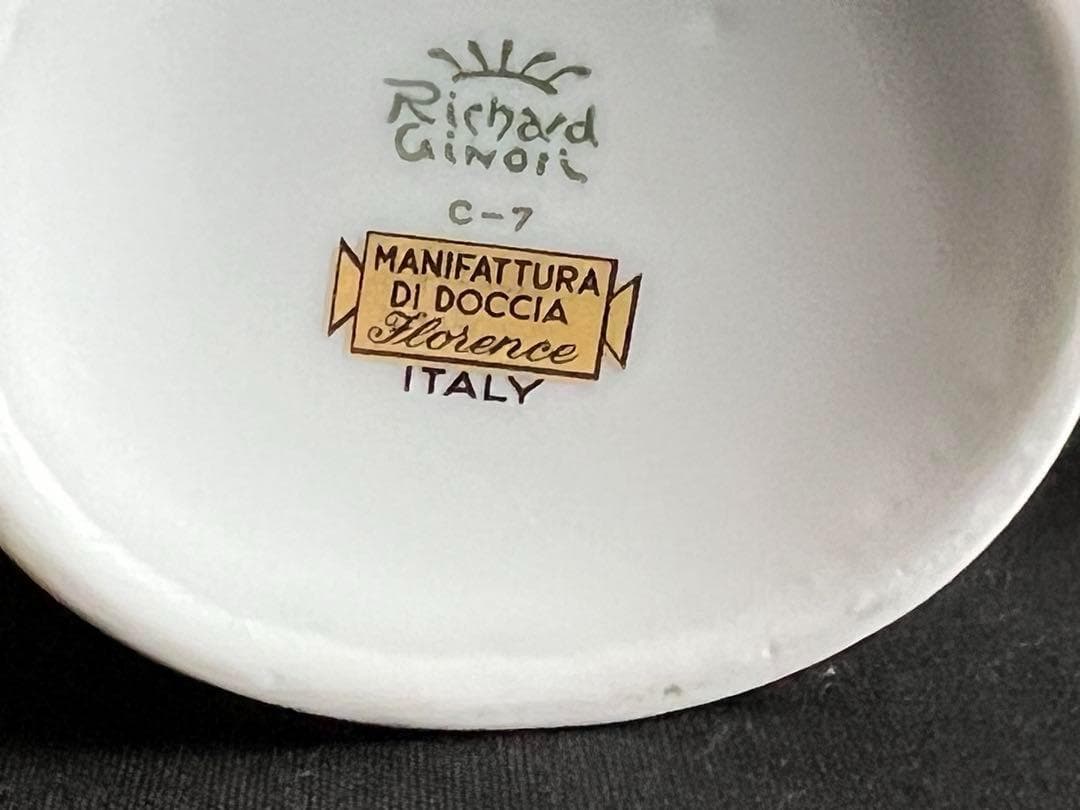 Richard
GINORI
C-7
MANIFATTURA
DI DOCCIA
Florence
ITALY